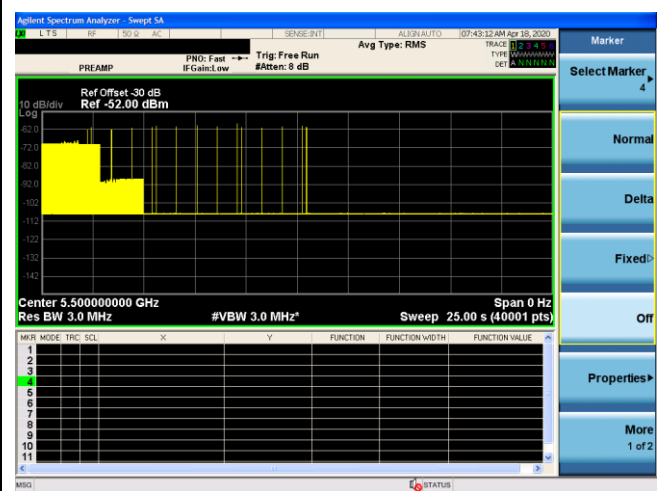 Agilent Spectrum Analyzer - Swept SA
LXI L T S RF 50 Ω AC SENSE:INT ALIGNAUTO 07:43:12 AM Apr 18, 2020
PREAMP PNO: Fast IFGain:Low Trig: Free Run #Atten: 8 dB Avg Type: RMS TRACE 1 2 3 4 5 6
TYPE WWWWWW
DET A N N N N N
Ref Offset -30 dB
10 dB/div Ref -52.00 dBm
Log
-62.0
-72.0
-82.0
-92.0
-102
-112
-122
-132
-142
Center 5.500000000 GHz Span 0 Hz
Res BW 3.0 MHz #VBW 3.0 MHz* Sweep 25.00 s (40001 pts)
MKR MODE TRC SCL X Y FUNCTION FUNCTION WIDTH FUNCTION VALUE
1
2
3
4
5
6
7
8
9
10
11
MSG STATUS
Marker
Select Marker
4
Normal
Delta
Fixed
Off
Properties
More
1 of 2